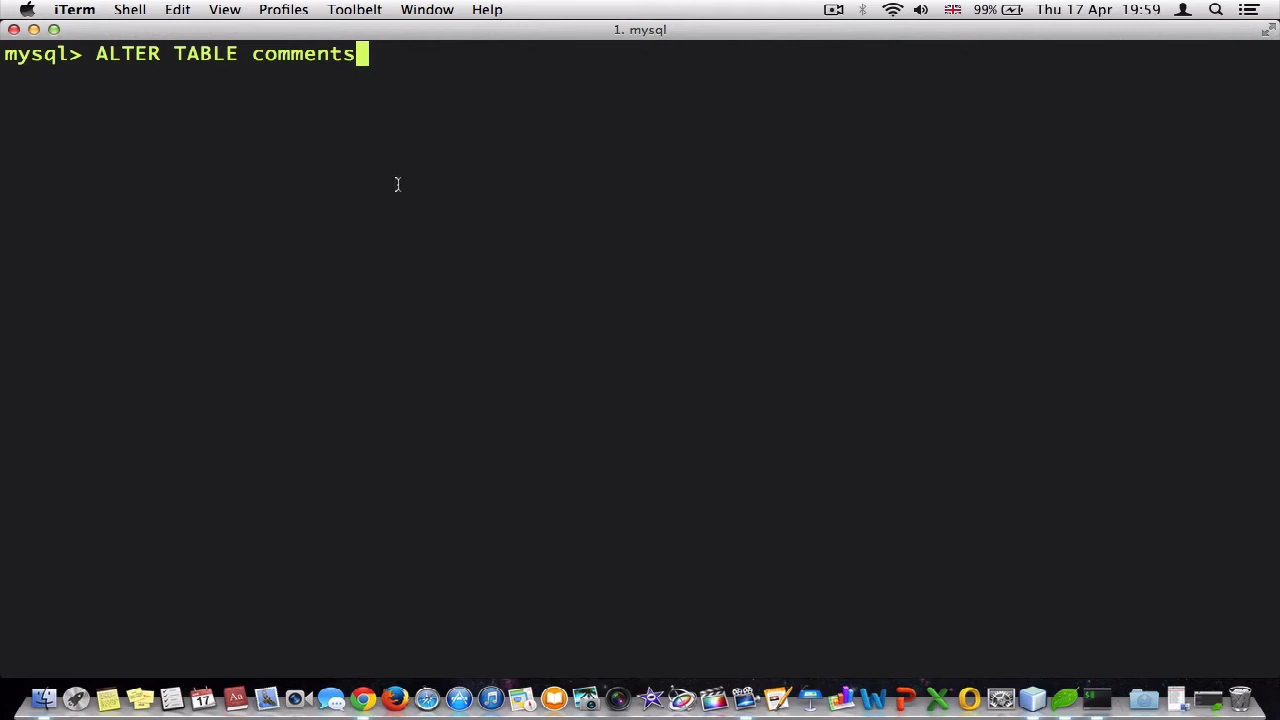 iTerm Shell Edit View Profiles Toolbelt Window Help 99% Thu 17 Apr 19:59
1. mysql
mysql> ALTER TABLE comments